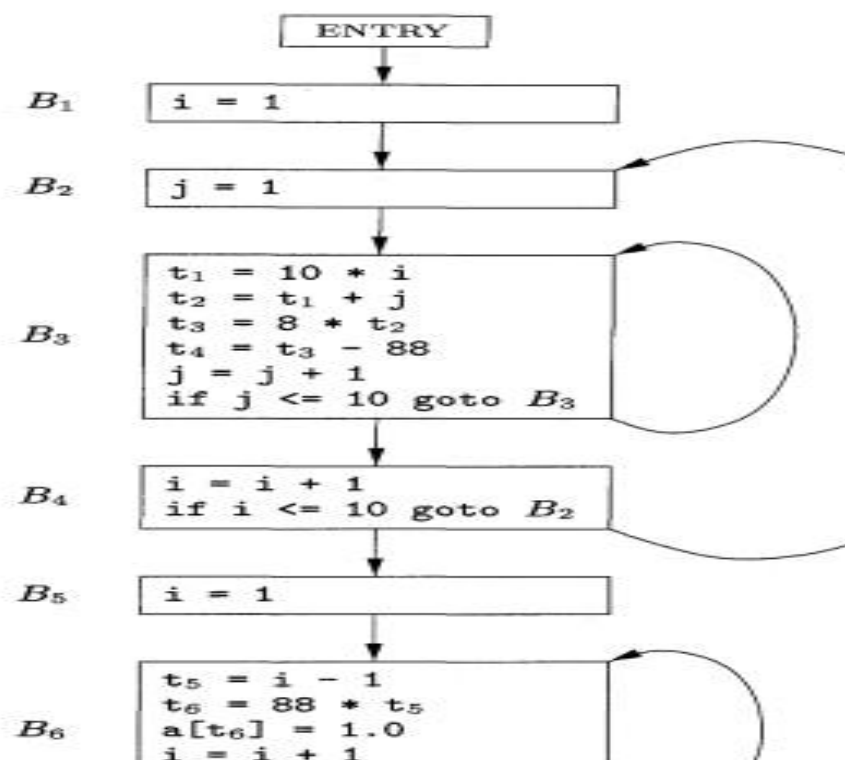 ENTRY
B₁ i = 1
B₂ j = 1
t₁ = 10 * i
t₂ = t₁ + j
t₃ = 8 * t₂
B₃ t₄ = t₃ - 88
j = j + 1
if j <= 10 goto B₃
B₄ i = i + 1
if i <= 10 goto B₂
B₅ i = 1
t₅ = i - 1
t₆ = 88 * t₅
B₆ a[t₆] = 1.0
i = i + 1